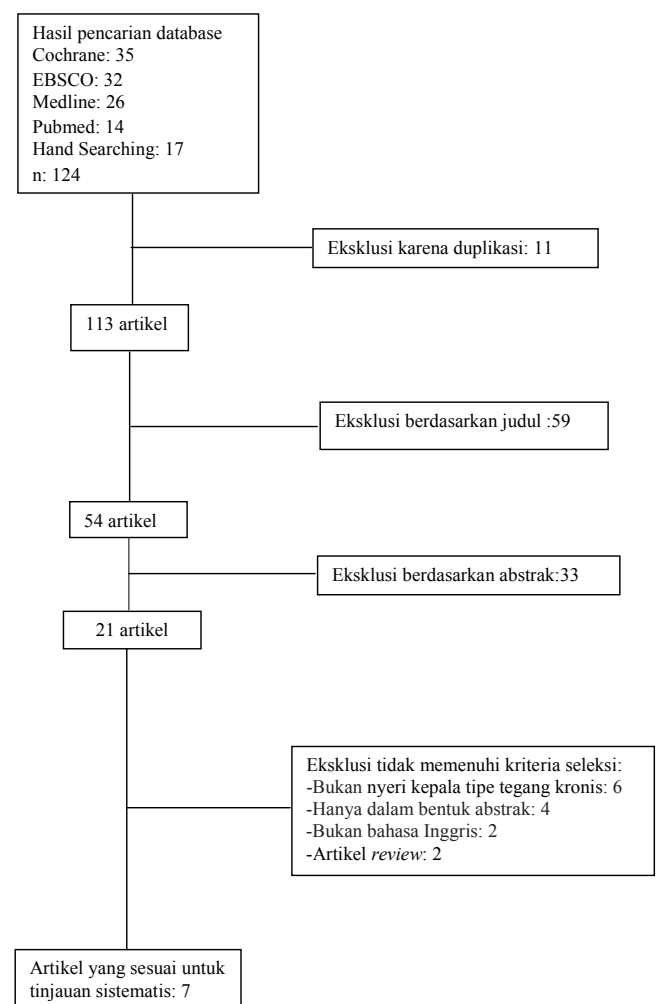 Hasil pencarian database
Cochrane: 35
EBSCO: 32
Medline: 26
Pubmed: 14
Hand Searching: 17
n: 124
Eksklusi karena duplikasi: 11
113 artikel
Eksklusi berdasarkan judul :59
54 artikel
Eksklusi berdasarkan abstrak:33
21 artikel
Eksklusi tidak memenuhi kriteria seleksi:
-Bukan nyeri kepala tipe tegang kronis: 6
-Hanya dalam bentuk abstrak: 4
-Bukan bahasa Inggris: 2
-Artikel review: 2
Artikel yang sesuai untuk
tinjauan sistematis: 7